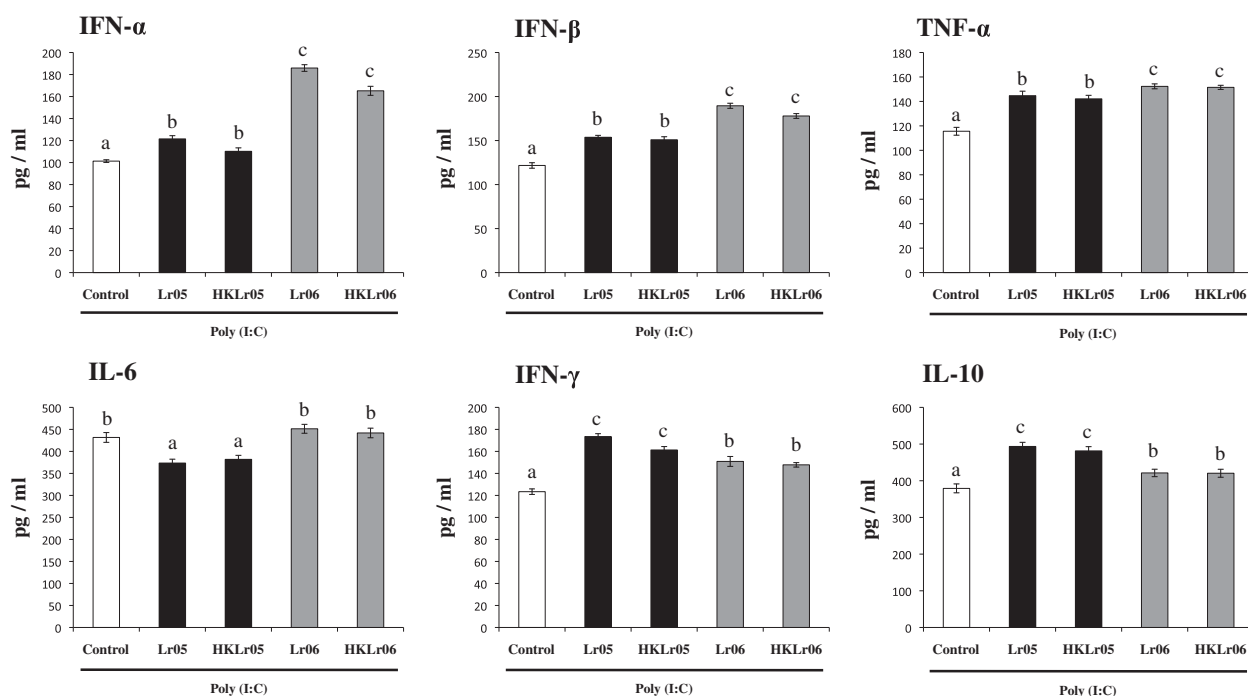 IFN-α
pg / ml
200
180
160
140
120
100
80
60
40
20
0
a
b
b
c
c
Control Lr05 HKLr05 Lr06 HKLr06
Poly (I:C)
IFN-β
pg / ml
250
200
150
100
50
0
a
b
b
c
c
Control Lr05 HKLr05 Lr06 HKLr06
Poly (I:C)
TNF-α
pg / ml
180
160
140
120
100
80
60
40
20
0
a
b
b
c
c
Control Lr05 HKLr05 Lr06 HKLr06
Poly (I:C)
IL-6
pg / ml
500
450
400
350
300
250
200
150
100
50
0
b
a
a
b
b
Control Lr05 HKLr05 Lr06 HKLr06
Poly (I:C)
IFN-γ
pg / ml
200
180
160
140
120
100
80
60
40
20
0
a
c
c
b
b
Control Lr05 HKLr05 Lr06 HKLr06
Poly (I:C)
IL-10
pg / ml
600
500
400
300
200
100
0
a
c
c
b
b
Control Lr05 HKLr05 Lr06 HKLr06
Poly (I:C)